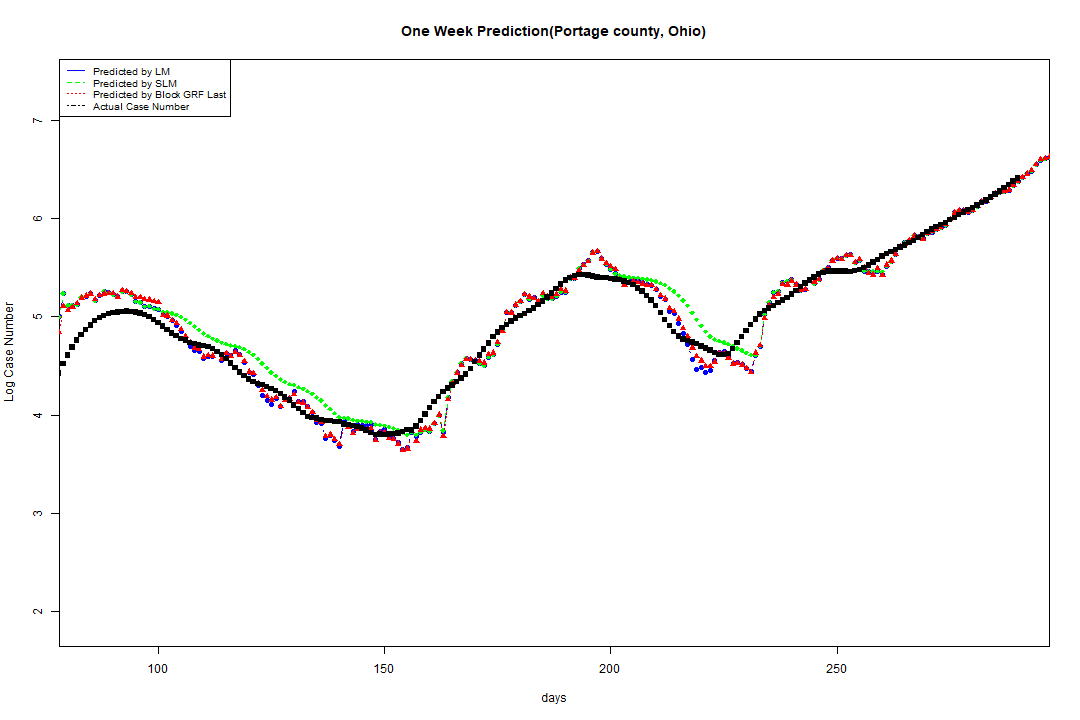 One Week Prediction(Portage county, Ohio)
Predicted by LM
Predicted by SLM
Predicted by Block GRF Last
Actual Case Number
7
6
5
4
3
2
Log Case Number
100 150 200 250
days